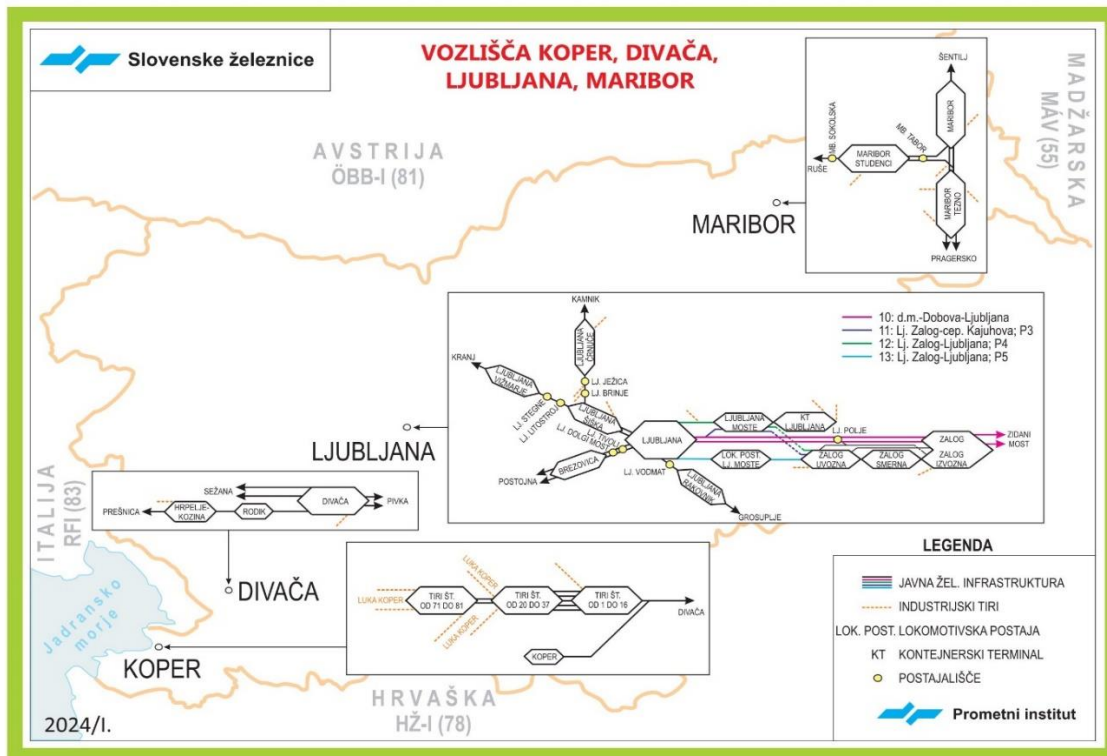 Slovenske železnice
VOZLIŠČA KOPER, DIVAČA,
LJUBLJANA, MARIBOR
AVSTRIJA
ÖBB-I (81)
MADŽARSKA
MÁV (55)
ŠENTILJ
MB. SOKOLSKA
MB. TABOR
MARIBOR
RUŠE
MARIBOR
STUDENCI
MARIBOR
TEZNO
PRAGERSKO
MARIBOR
KAMNIK
10: d.m.-Dobova-Ljubljana
11: Lj. Zalog-cep. Kajuhova; P3
12: Lj. Zalog-Ljubljana; P4
13: Lj. Zalog-Ljubljana; P5
LJUBLJANA
ČRNUČE
KRANJ
LJUBLJANA
VIŽMARJE
LJ. JEŽICA
LJ. BRINJE
LJ. STEGNE
LJ. LITOSTROJ
LJUBLJANA
ŠIŠKA
LJ. TIVOLI
LJ. DOLGI MOST
LJUBLJANA
LJUBLJANA
MOSTE
KT
LJUBLJANA
LJ. POLJE
ZALOG
ZIDANI
MOST
BREZOVICA
POSTOJNA
LJ. VODMAT
LOK. POST.
LJ. MOSTE
ZALOG
UVOZNA
ZALOG
SMERNA
ZALOG
IZVOZNA
LJUBLJANA
RAKOVNIK
GROSUPLJE
LJUBLJANA
ITALIJA
RFI (83)
SEŽANA
DIVAČA
PIVKA
PREŠNICA
HRPELJE-
KOZINA
RODIK
DIVAČA
LUKA KOPER
LUKA KOPER
LUKA KOPER
TIRI ŠT.
OD 71 DO 81
TIRI ŠT.
OD 20 DO 37
TIRI ŠT.
OD 1 DO 16
DIVAČA
KOPER
Jadransko
morje
KOPER
HRVAŠKA
HŽ-I (78)
2024/I.
LEGENDA
JAVNA ŽEL. INFRASTRUKTURA
INDUSTRIJSKI TIRI
LOK. POST. LOKOMOTIVSKA POSTAJA
KT KONTEJNERSKI TERMINAL
POSTAJALIŠČE
Prometni institut